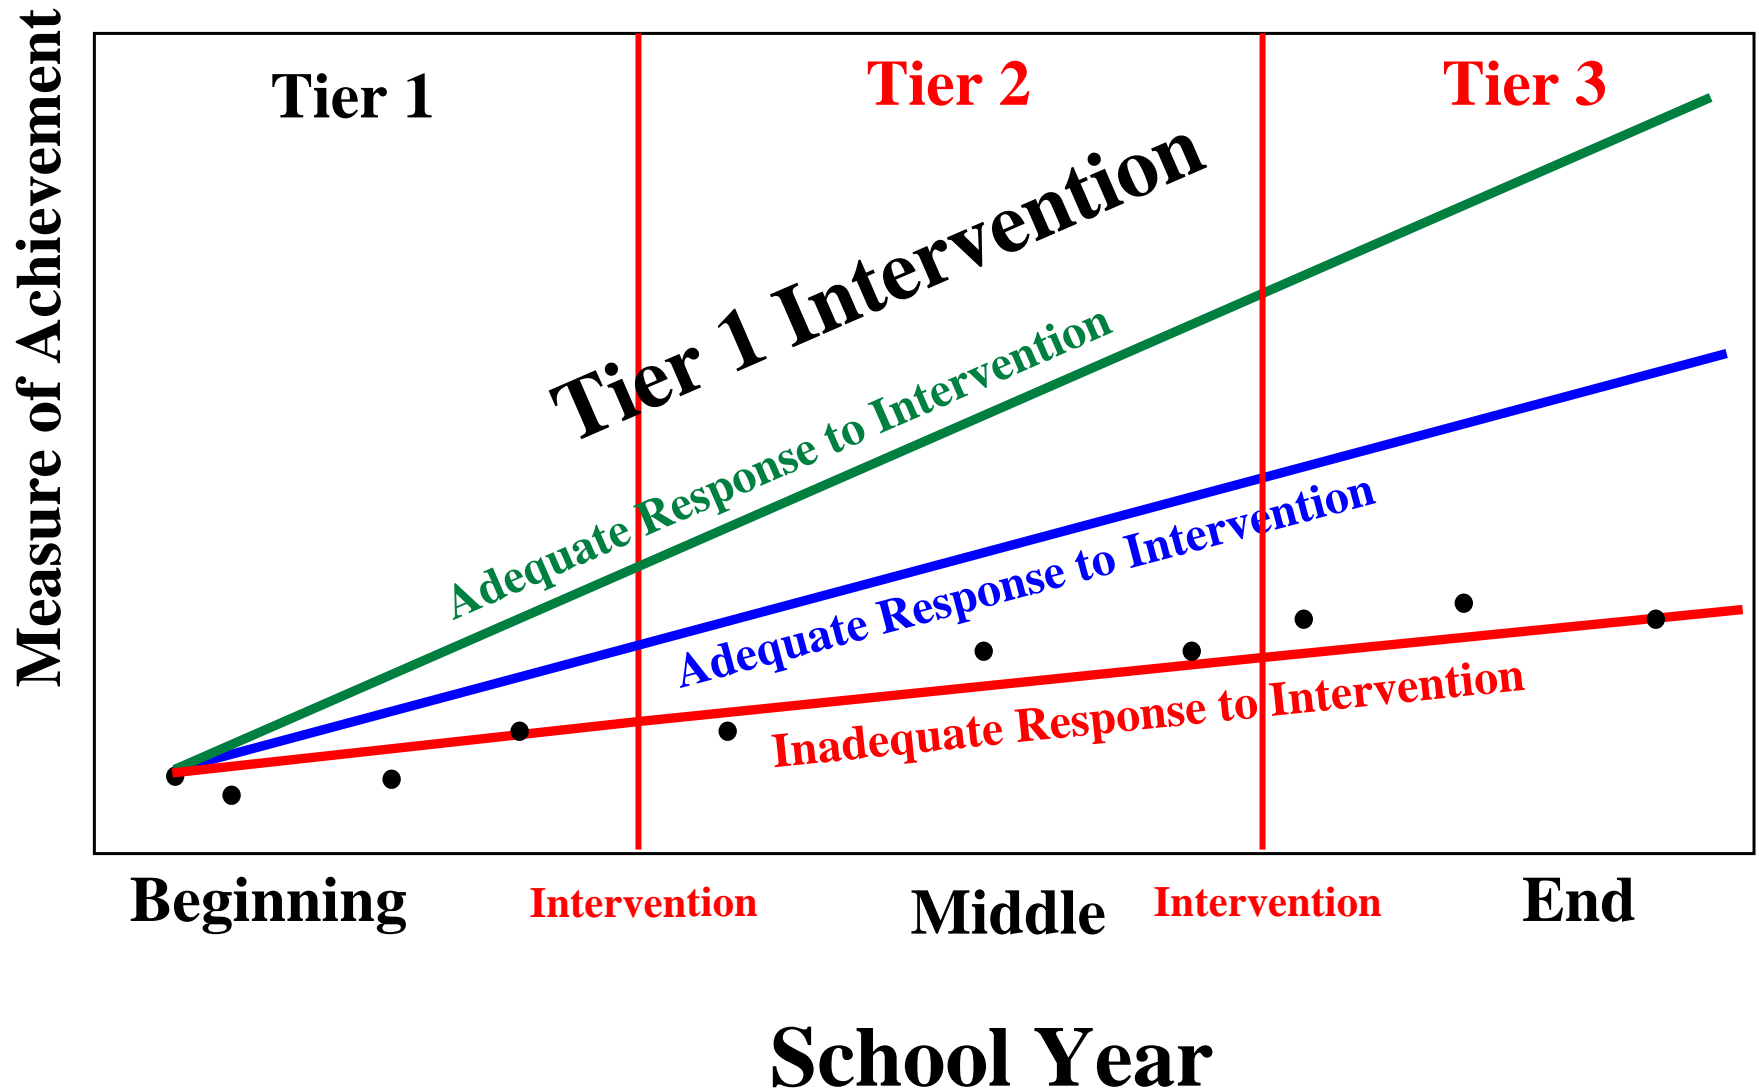 Measure of Achievement
Tier 1
Tier 2
Tier 3
Tier 1 Intervention
Adequate Response to Intervention
Adequate Response to Intervention
Inadequate Response to Intervention
Beginning
Intervention
Middle
Intervention
End
School Year